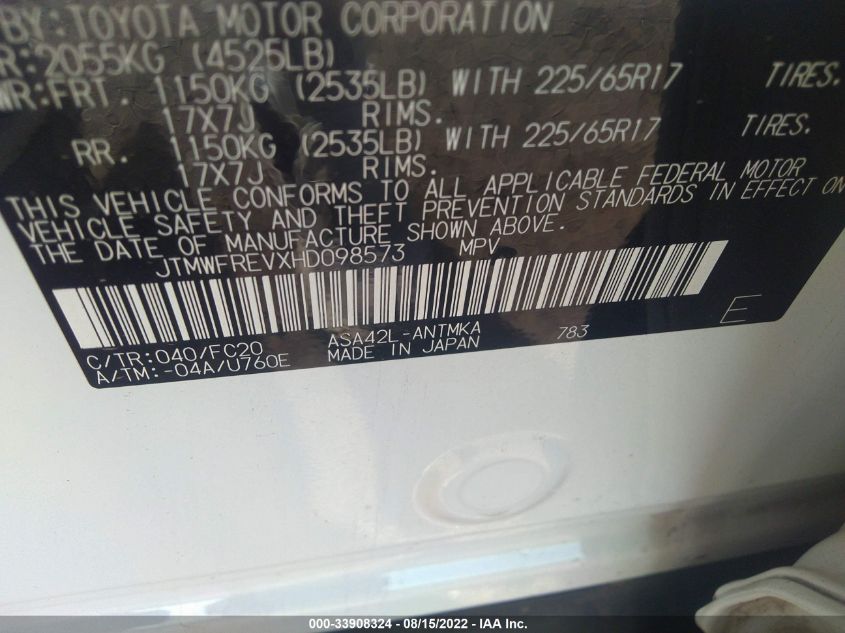 BY:TOYOTA MOTOR CORPORATION
R:2055KG (4525LB)
WR:FRT. 1150KG (2535LB) WITH 225/65R17 TIRES.
17X7J RIMS.
RR. 1150KG (2535LB) WITH 225/65R17 TIRES.
17X7J RIMS.
THIS VEHICLE CONFORMS TO ALL APPLICABLE FEDERAL MOTOR
VEHICLE SAFETY AND THEFT PREVENTION STANDARDS IN EFFECT ON
THE DATE OF MANUFACTURE SHOWN ABOVE.
JTMWFREVXHD098573 MPV
C/TR:040/FC20 ASA42L-ANTMKA 783 E
A/TM:-04A/U760E MADE IN JAPAN
000-33908324 - 08/15/2022 - IAA Inc.